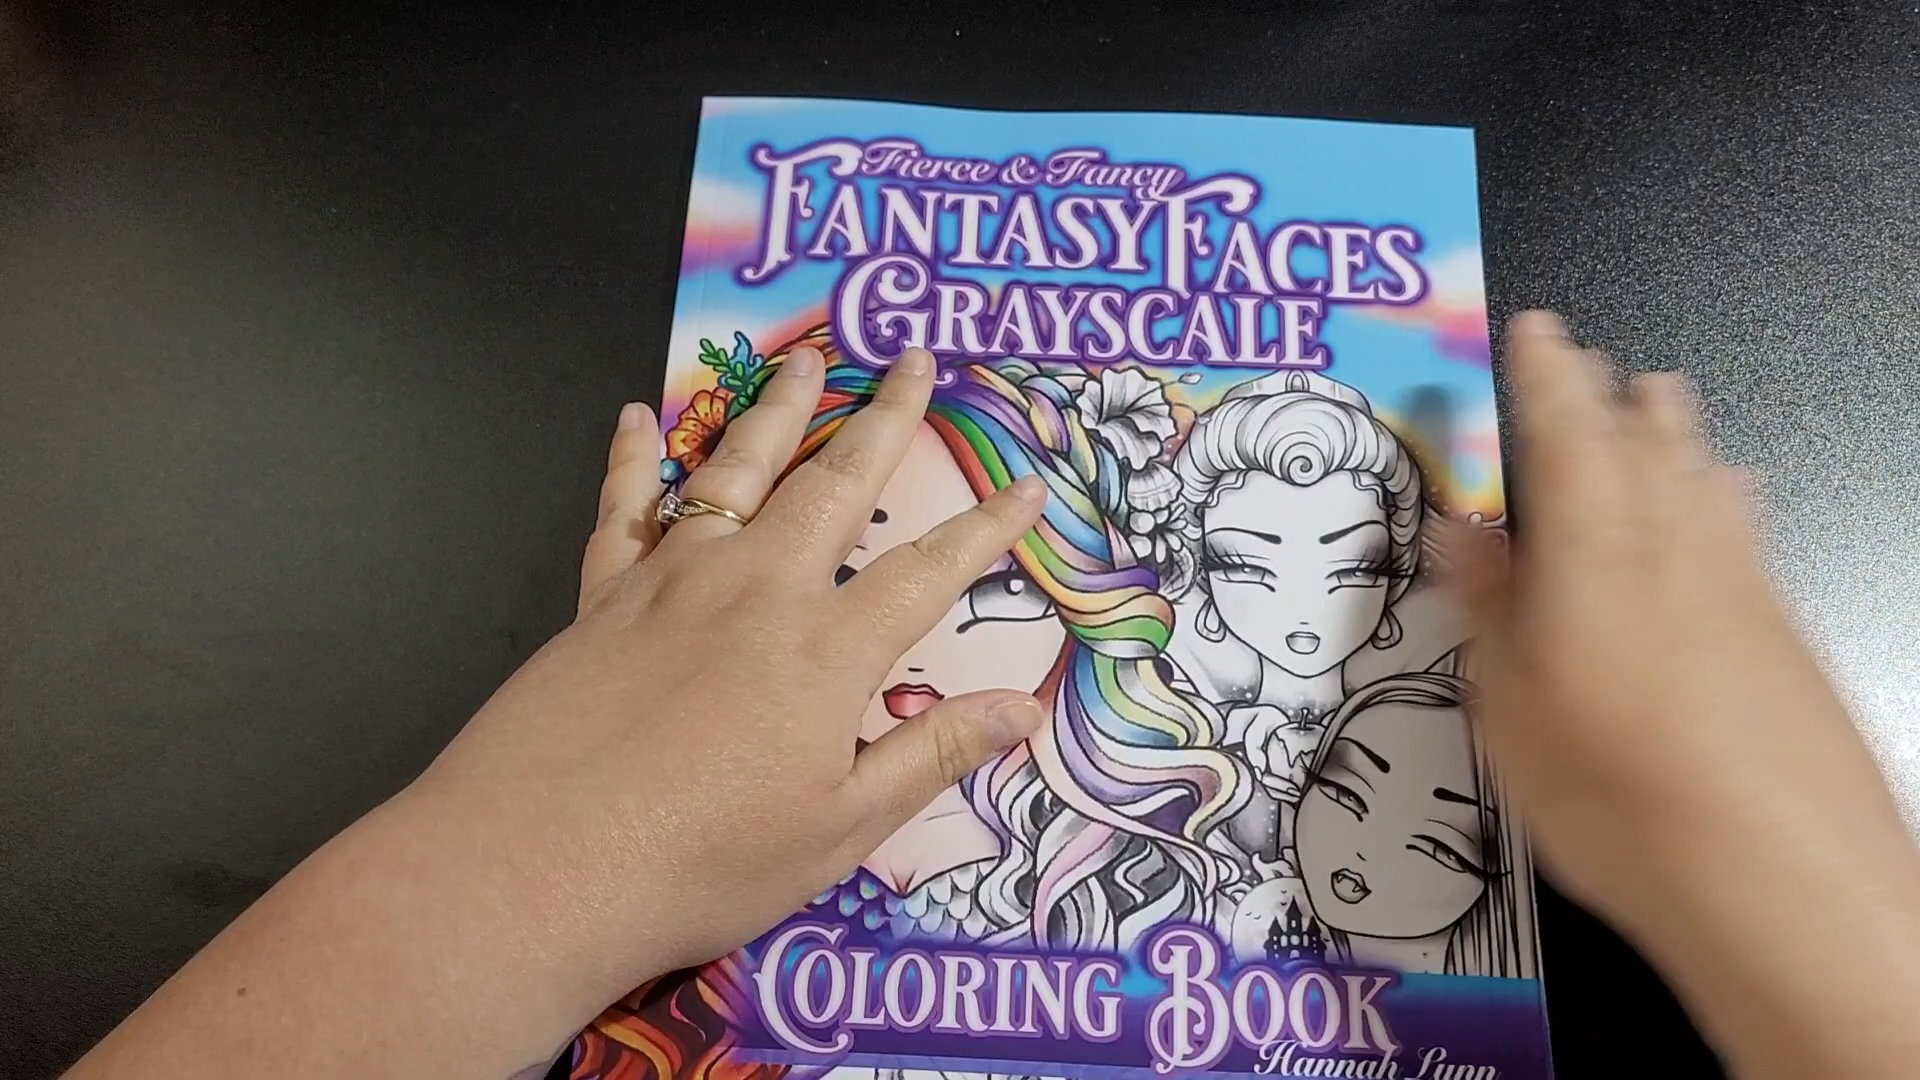 Fierce & Fancy
FANTASY FACES
GRAYSCALE
COLORING BOOK
Hannah Lynn